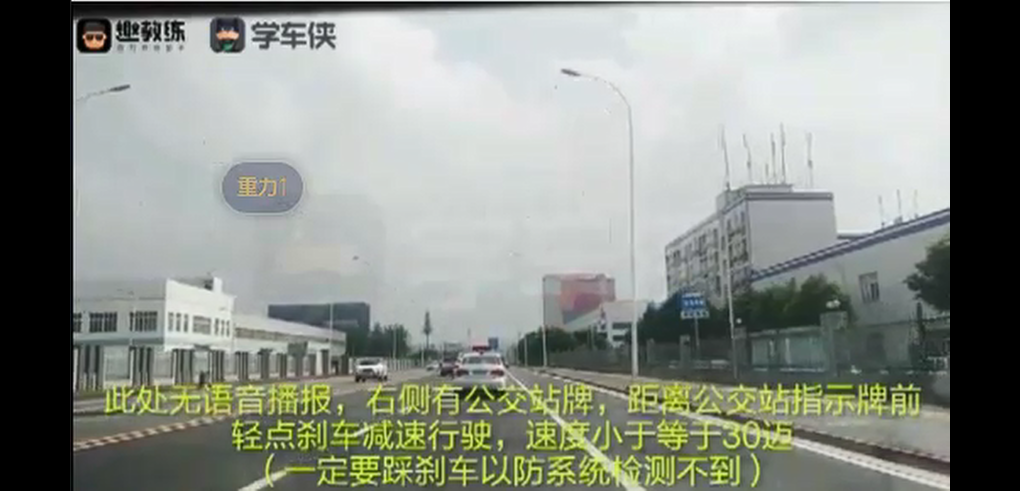 趣教练
学车侠
重力1
此处无语音播报，右侧有公交站牌，距离公交站指示牌前
轻点刹车减速行驶，速度小于等于30迈
（一定要踩刹车以防系统检测不到）